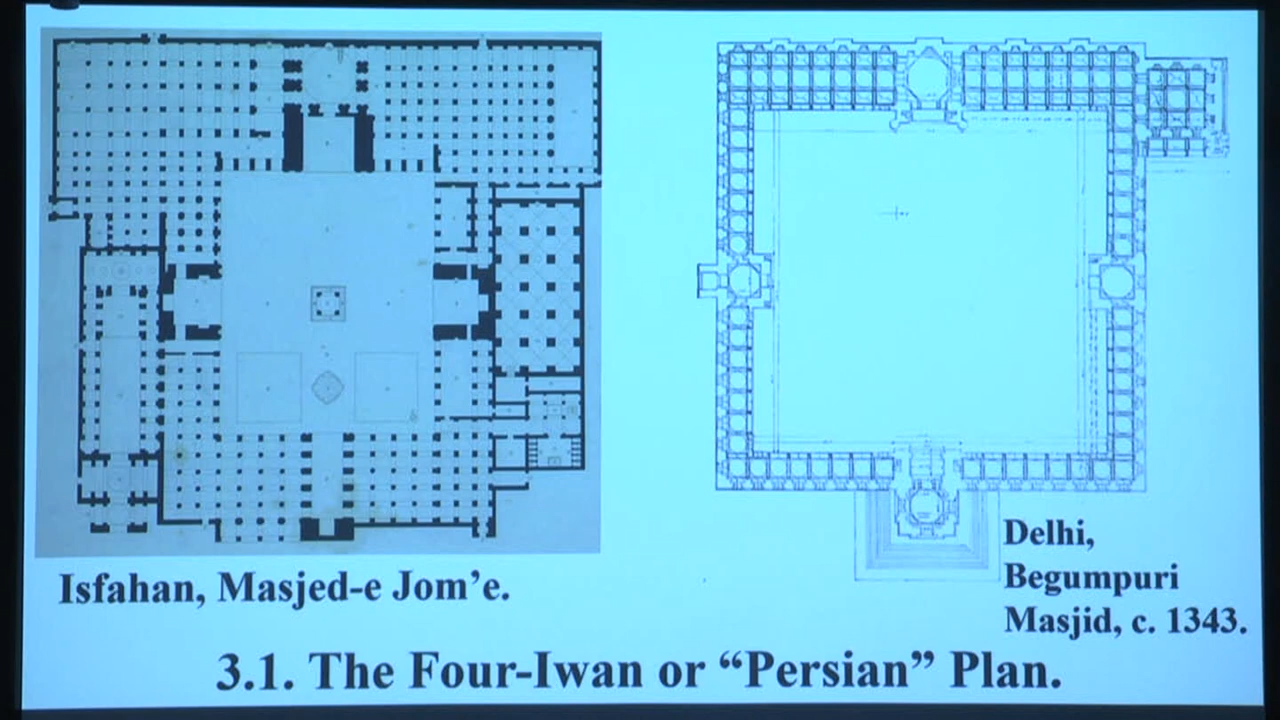 Isfahan, Masjed-e Jom’e.
Delhi,
Begumpuri
Masjid, c. 1343.
3.1. The Four-Iwan or “Persian” Plan.